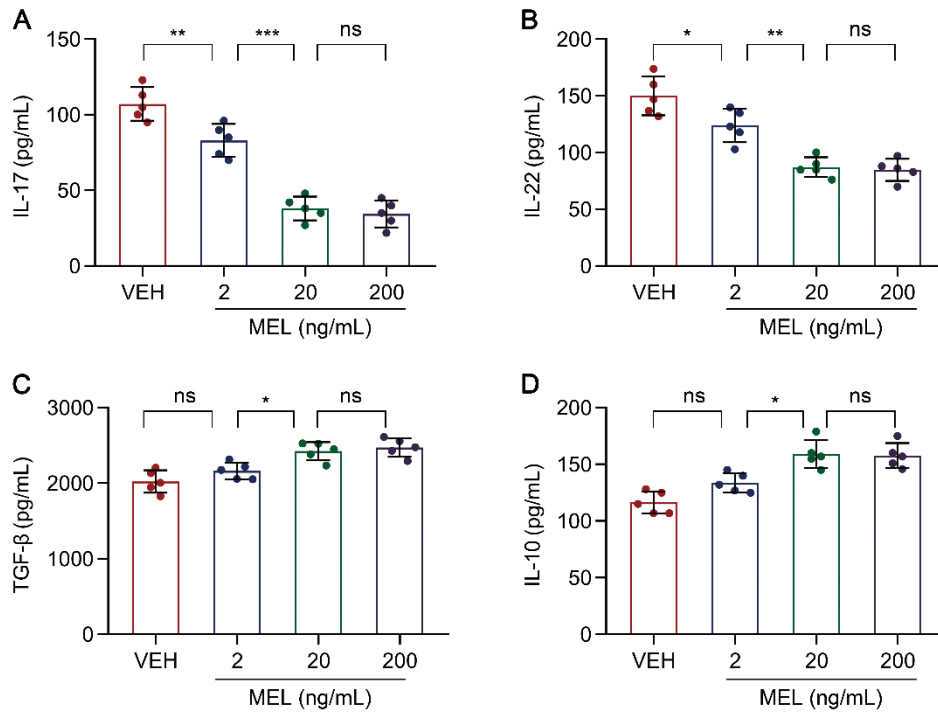 A
IL-17 (pg/mL)
150
100
50
0
** *** ns
VEH 2 20 200
MEL (ng/mL)
B
IL-22 (pg/mL)
200
150
100
50
0
* ** ns
VEH 2 20 200
MEL (ng/mL)
C
TGF-β (pg/mL)
3000
2000
1000
0
ns * ns
VEH 2 20 200
MEL (ng/mL)
D
IL-10 (pg/mL)
200
150
100
50
0
ns * ns
VEH 2 20 200
MEL (ng/mL)